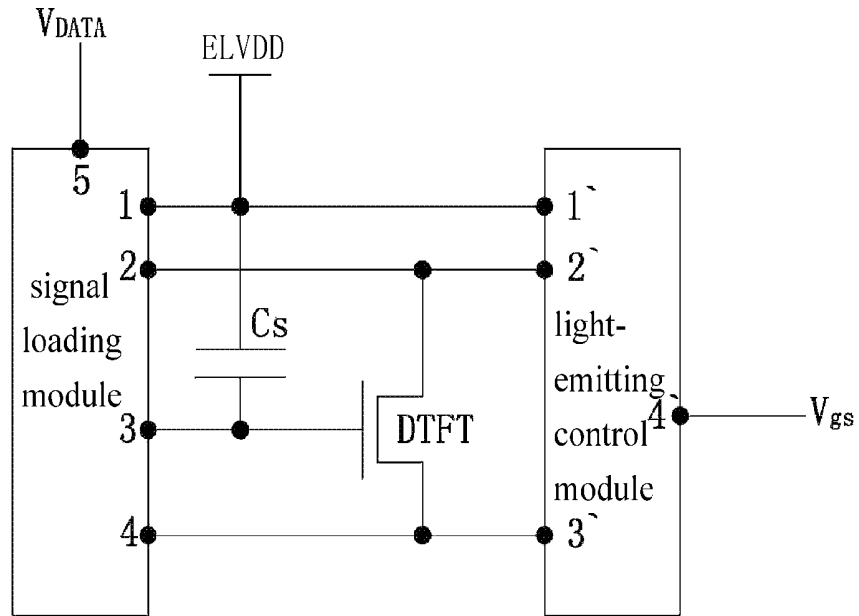 VDATA
ELVDD
5
1
1`
2
2`
signal
loading
module
Cs
light-
emitting
control
module
3
DTFT
4`
Vgs
4
3`